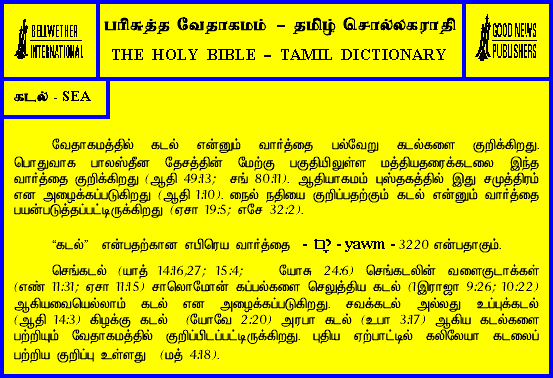 BELLWETHER
INTERNATIONAL
பரிசுத்த வேதாகமம் – தமிழ் சொல்லகராதி
THE HOLY BIBLE – TAMIL DICTIONARY
GOOD NEWS
PUBLISHERS
கடல் - SEA
வேதாகமத்தில் கடல் என்னும் வார்த்தை பல்வேறு கடல்களை குறிக்கிறது.
பொதுவாக பாலஸ்தீன தேசத்தின் மேற்கு பகுதியிலுள்ள மத்தியதரைக்கடலை இந்த
வார்த்தை குறிக்கிறது (ஆதி 49:13; சங் 80:11). ஆதியாகமம் புஸ்தகத்தில் இது சமுத்திரம்
என அழைக்கப்படுகிறது (ஆதி 1:10). நைல் நதியை குறிப்பதற்கும் கடல் என்னும் வார்த்தை
பயன்படுத்தப்பட்டிருக்கிறது (ஏசா 19:5; எசே 32:2).
“கடல்” என்பதற்கான எபிரெய வார்த்தை - יָם - yawm - 3220 என்பதாகும்.
செங்கடல் (யாத் 14:16,27; 15:4; யோசு 24:6) செங்கடலின் வளைகுடாக்கள்
(எண் 11:31; ஏசா 11:15) சாலொமோன் கப்பல்களை செலுத்திய கடல் (1இராஜா 9:26; 10:22)
ஆகியவையெல்லாம் கடல் என அழைக்கப்படுகிறது. சவக்கடல் அல்லது உப்புக்கடல்
(ஆதி 14:3) கிழக்கு கடல் (யோவே 2:20) அரபா கடல் (உபா 3:17) ஆகிய கடல்களை
பற்றியும் வேதாகமத்தில் குறிப்பிடப்பட்டிருக்கிறது. புதிய ஏற்பாட்டில் கலிலேயா கடலைப்
பற்றிய குறிப்பு உள்ளது (மத் 4:18).